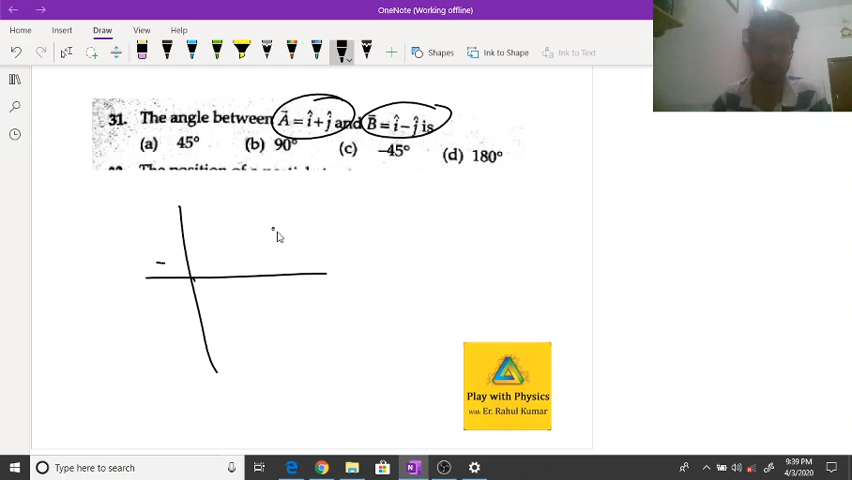 OneNote (Working offline)
Home Insert Draw View Help
Shapes Ink to Shape Ink to Text
31. The angle between A⃗ = î + ĵ and B⃗ = î − ĵ is
(a) 45° (b) 90° (c) –45° (d) 180°
Play with Physics
With Er. Rahul Kumar
Type here to search
9:39 PM
4/3/2020